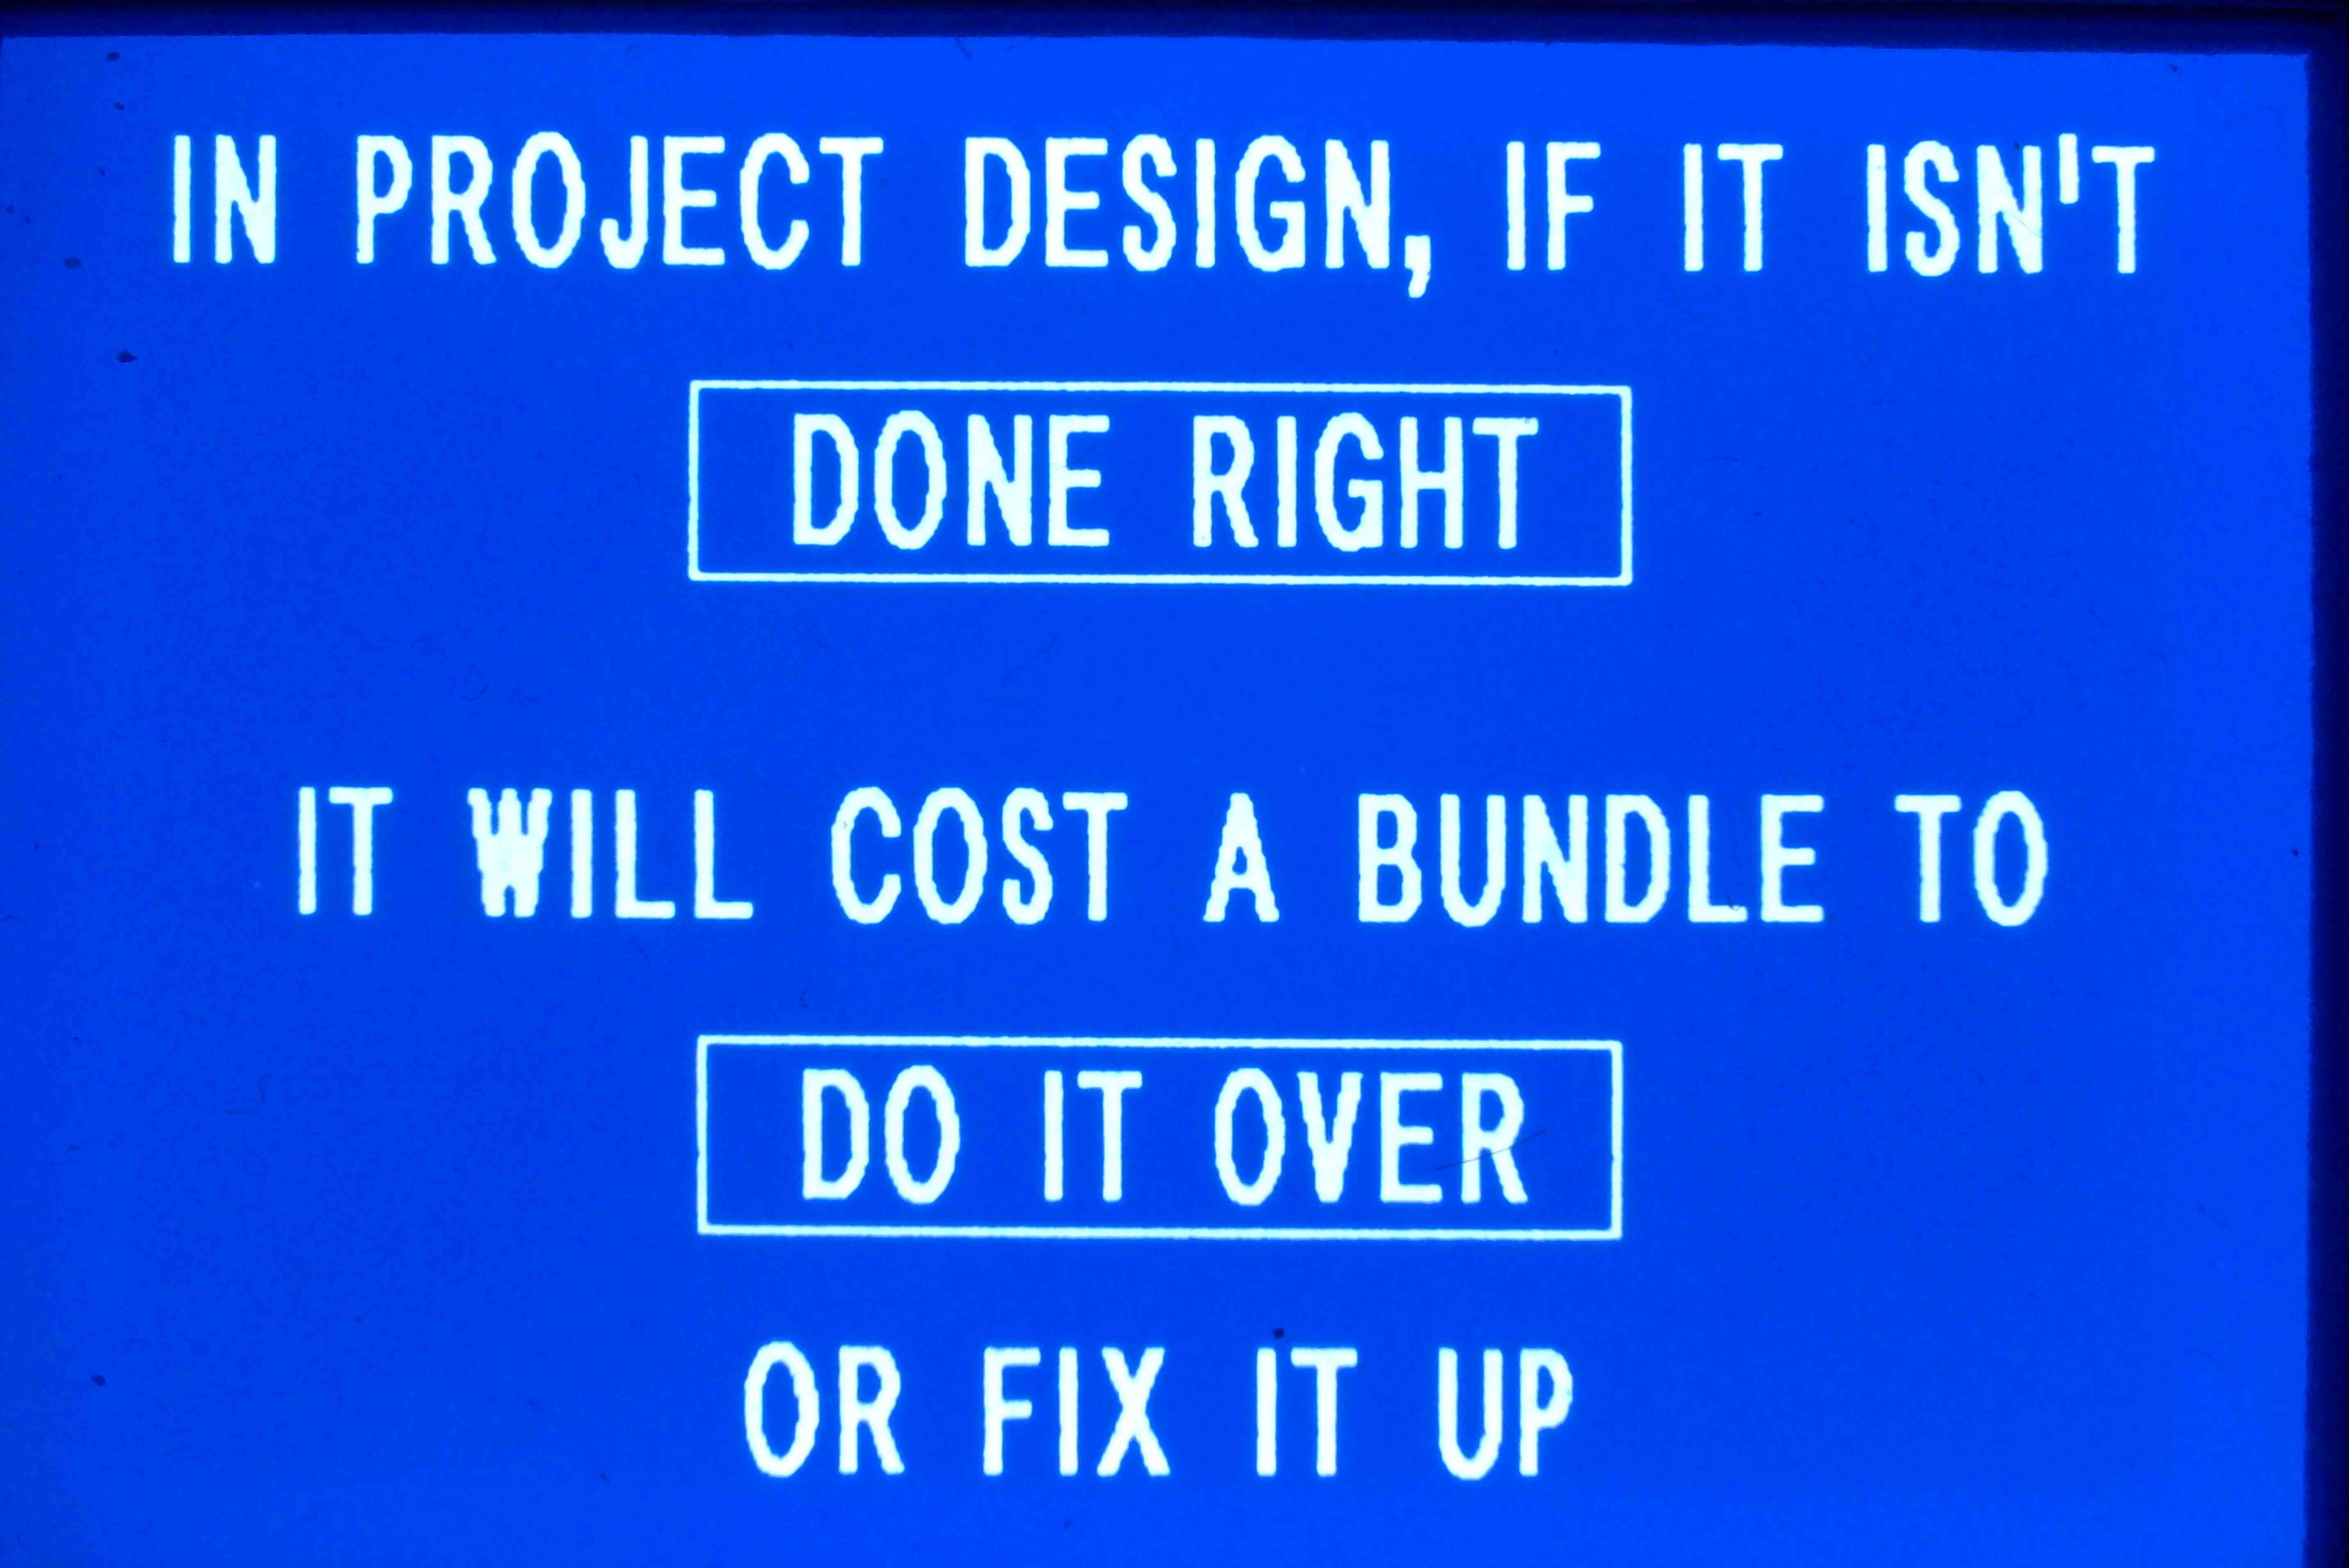 IN PROJECT DESIGN, IF IT ISN'T
DONE RIGHT
IT WILL COST A BUNDLE TO
DO IT OVER
OR FIX IT UP